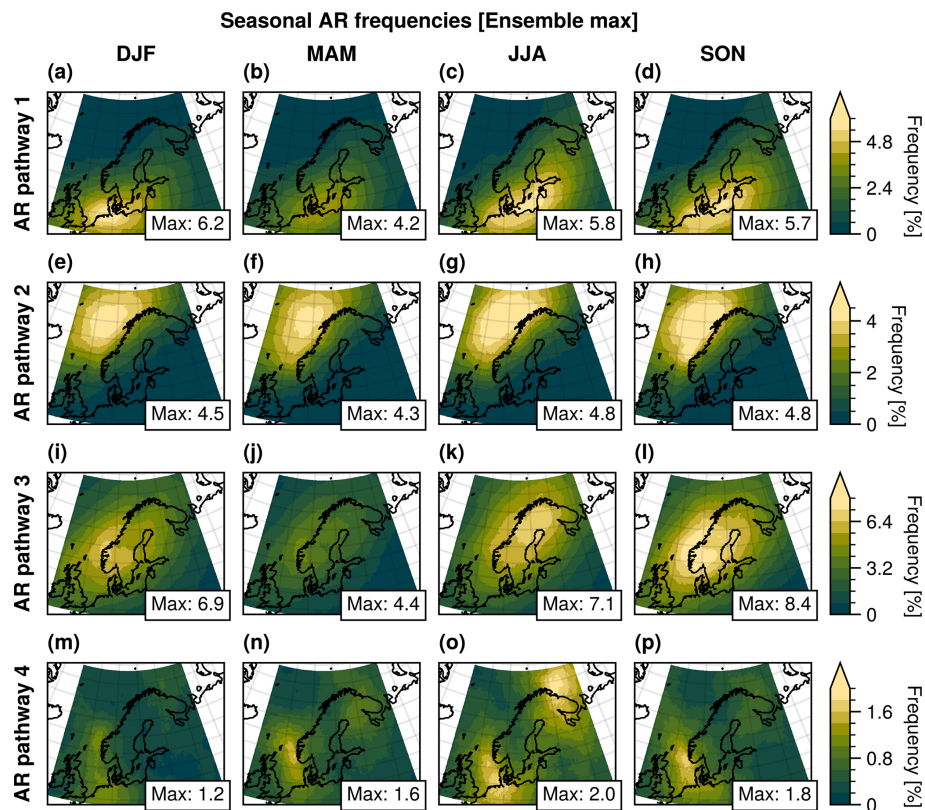 Seasonal AR frequencies [Ensemble max]
DJF MAM JJA SON
AR pathway 1
(a) (b) (c) (d)
Max: 6.2 Max: 4.2 Max: 5.8 Max: 5.7
4.8
2.4
0
Frequency [%]
AR pathway 2
(e) (f) (g) (h)
Max: 4.5 Max: 4.3 Max: 4.8 Max: 4.8
4
2
0
Frequency [%]
AR pathway 3
(i) (j) (k) (l)
Max: 6.9 Max: 4.4 Max: 7.1 Max: 8.4
6.4
3.2
0
Frequency [%]
AR pathway 4
(m) (n) (o) (p)
Max: 1.2 Max: 1.6 Max: 2.0 Max: 1.8
1.6
0.8
0
Frequency [%]